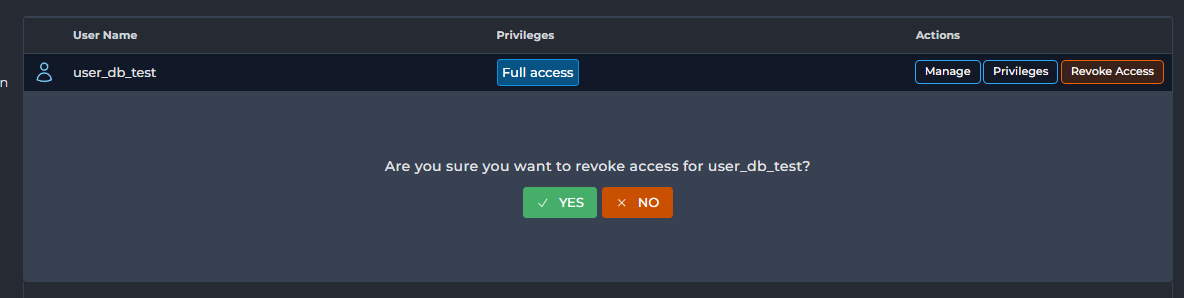 User Name Privileges Actions
n
user_db_test Full access Manage Privileges Revoke Access
Are you sure you want to revoke access for user_db_test?
YES NO